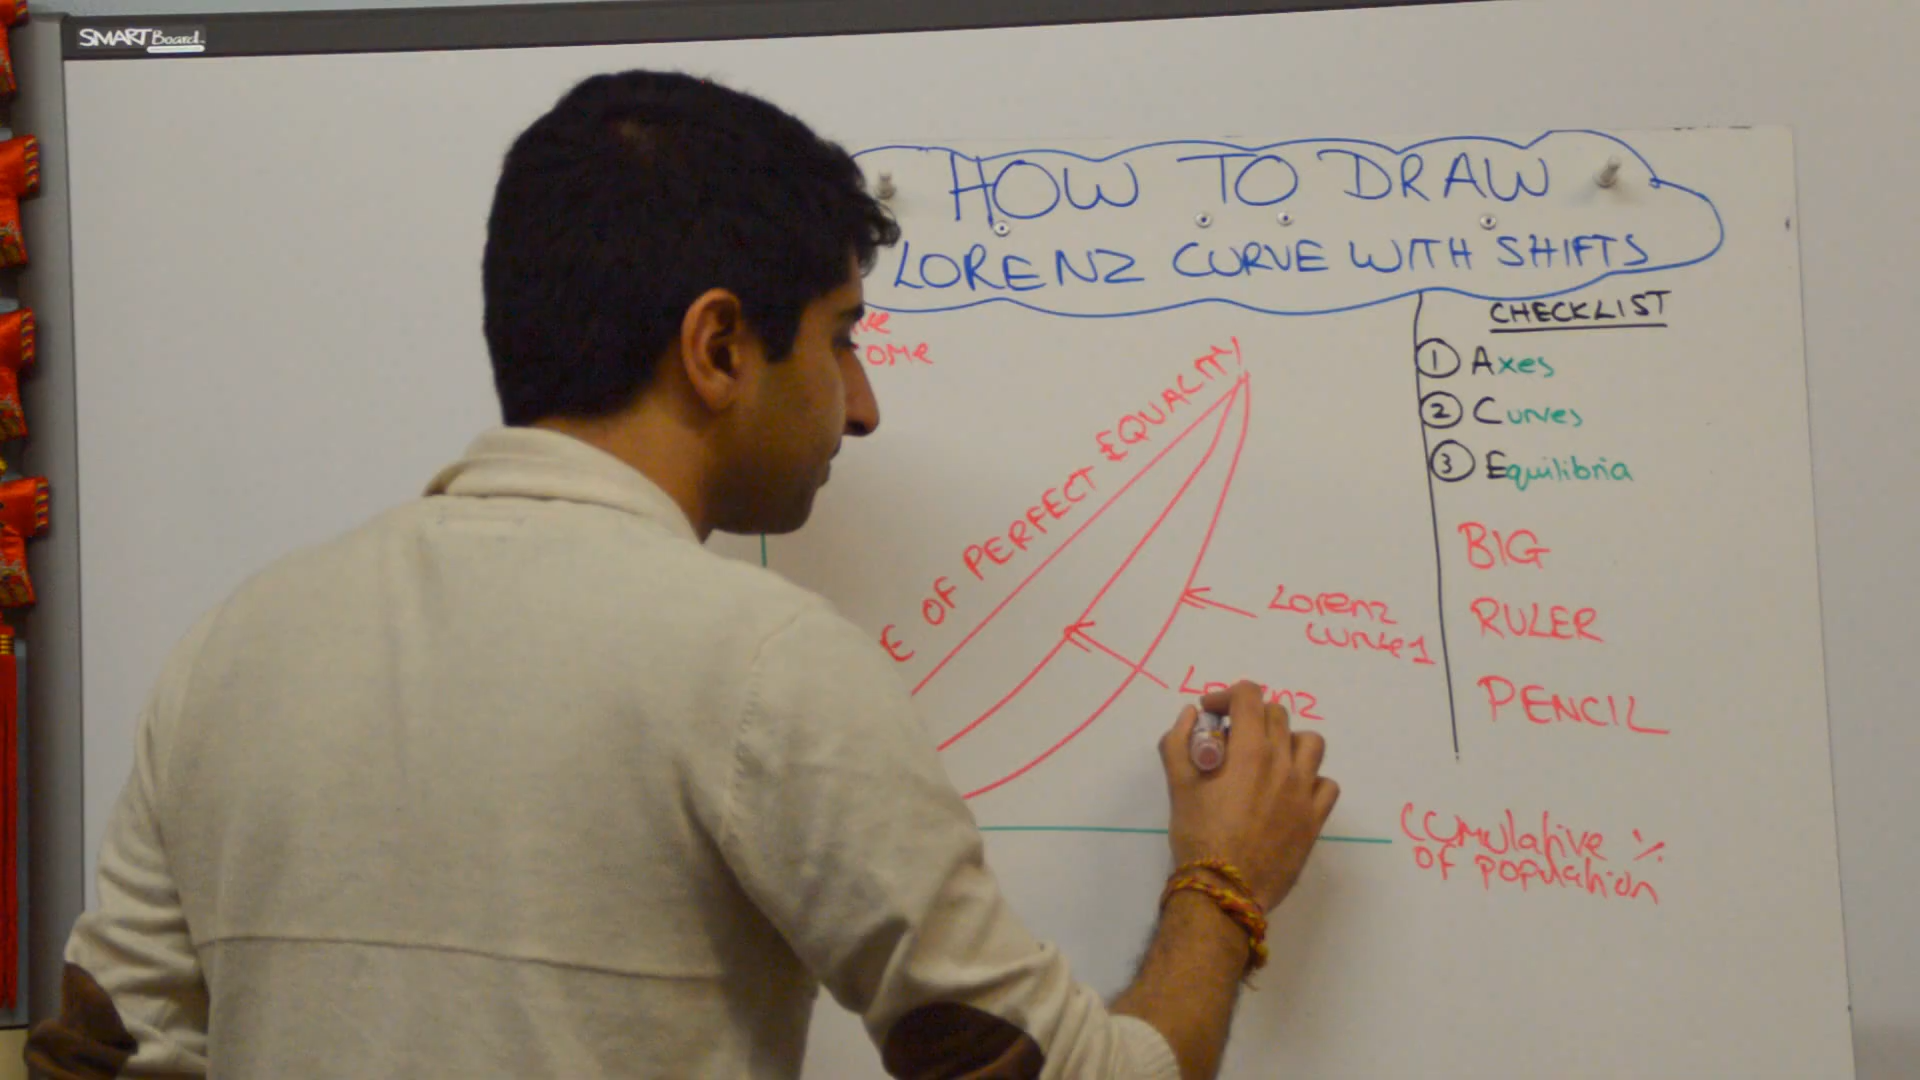 SMART Board
HOW TO DRAW
LORENZ CURVE WITH SHIFTS
CHECKLIST
1 Axes
2 Curves
3 Equilibria
BIG
RULER
PENCIL
OF PERFECT EQUALITY
Lorenz
curve 1
Lorenz
Cumulative %
of population